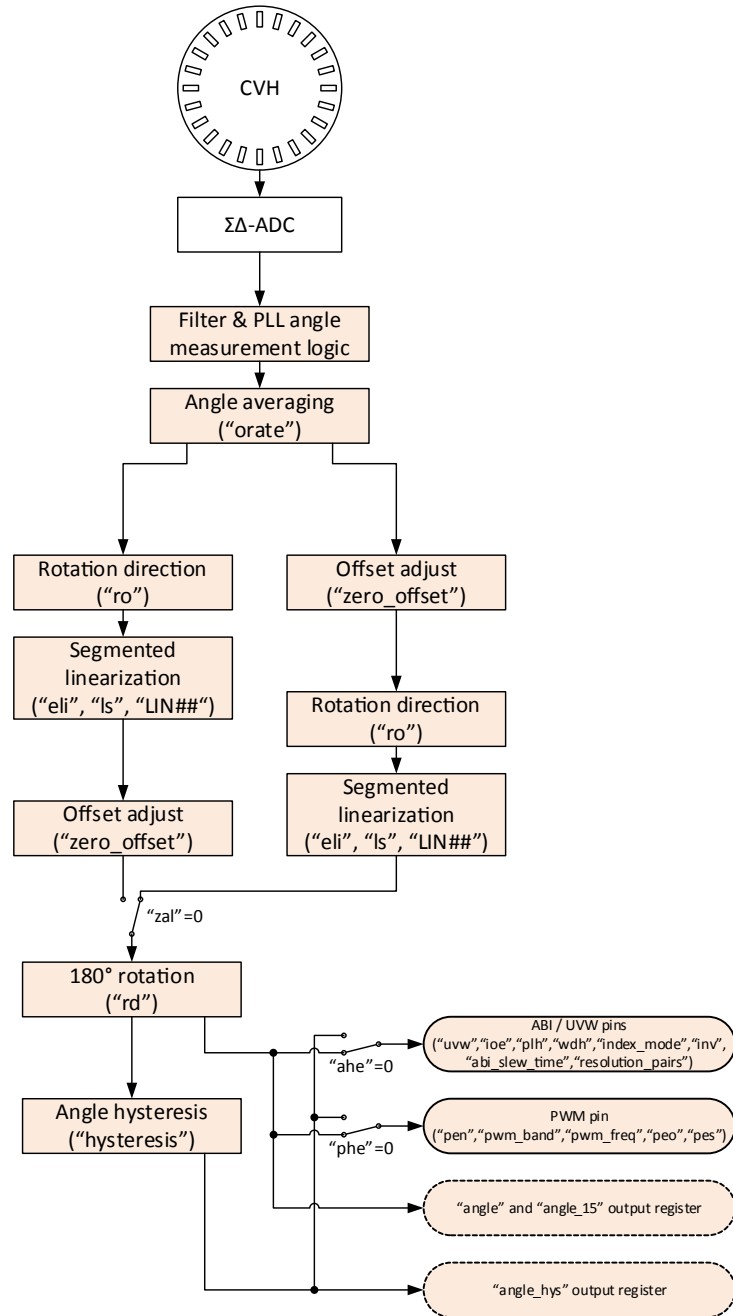 CVH
ΣΔ-ADC
Filter & PLL angle
measurement logic
Angle averaging
(“orate”)
Rotation direction
(“ro”)
Segmented
linearization
(“eli”, “ls”, “LIN##“)
Offset adjust
(“zero_offset”)
Offset adjust
(“zero_offset”)
Rotation direction
(“ro”)
Segmented
linearization
(“eli”, “ls”, “LIN##”)
“zal”=0
180° rotation
(“rd”)
Angle hysteresis
(“hysteresis”)
“ahe”=0
ABI / UVW pins
(“uvw”,“ioe”,“plh”,“wdh”,“index_mode”,“inv”,
“abi_slew_time”,“resolution_pairs”)
“phe”=0
PWM pin
(“pen”,“pwm_band”,“pwm_freq”,“peo”,“pes”)
“angle” and “angle_15” output register
“angle_hys” output register